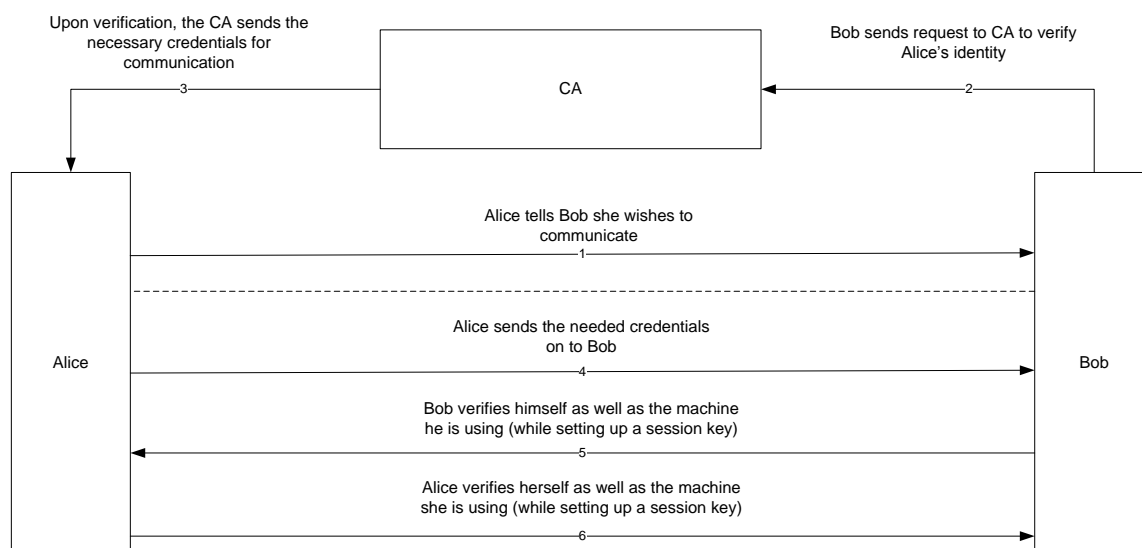 Upon verification, the CA sends the
necessary credentials for
communication
Bob sends request to CA to verify
Alice's identity
3
CA
2
Alice tells Bob she wishes to
communicate
1
Alice sends the needed credentials
on to Bob
Alice
4
Bob
Bob verifies himself as well as the machine
he is using (while setting up a session key)
5
Alice verifies herself as well as the machine
she is using (while setting up a session key)
6